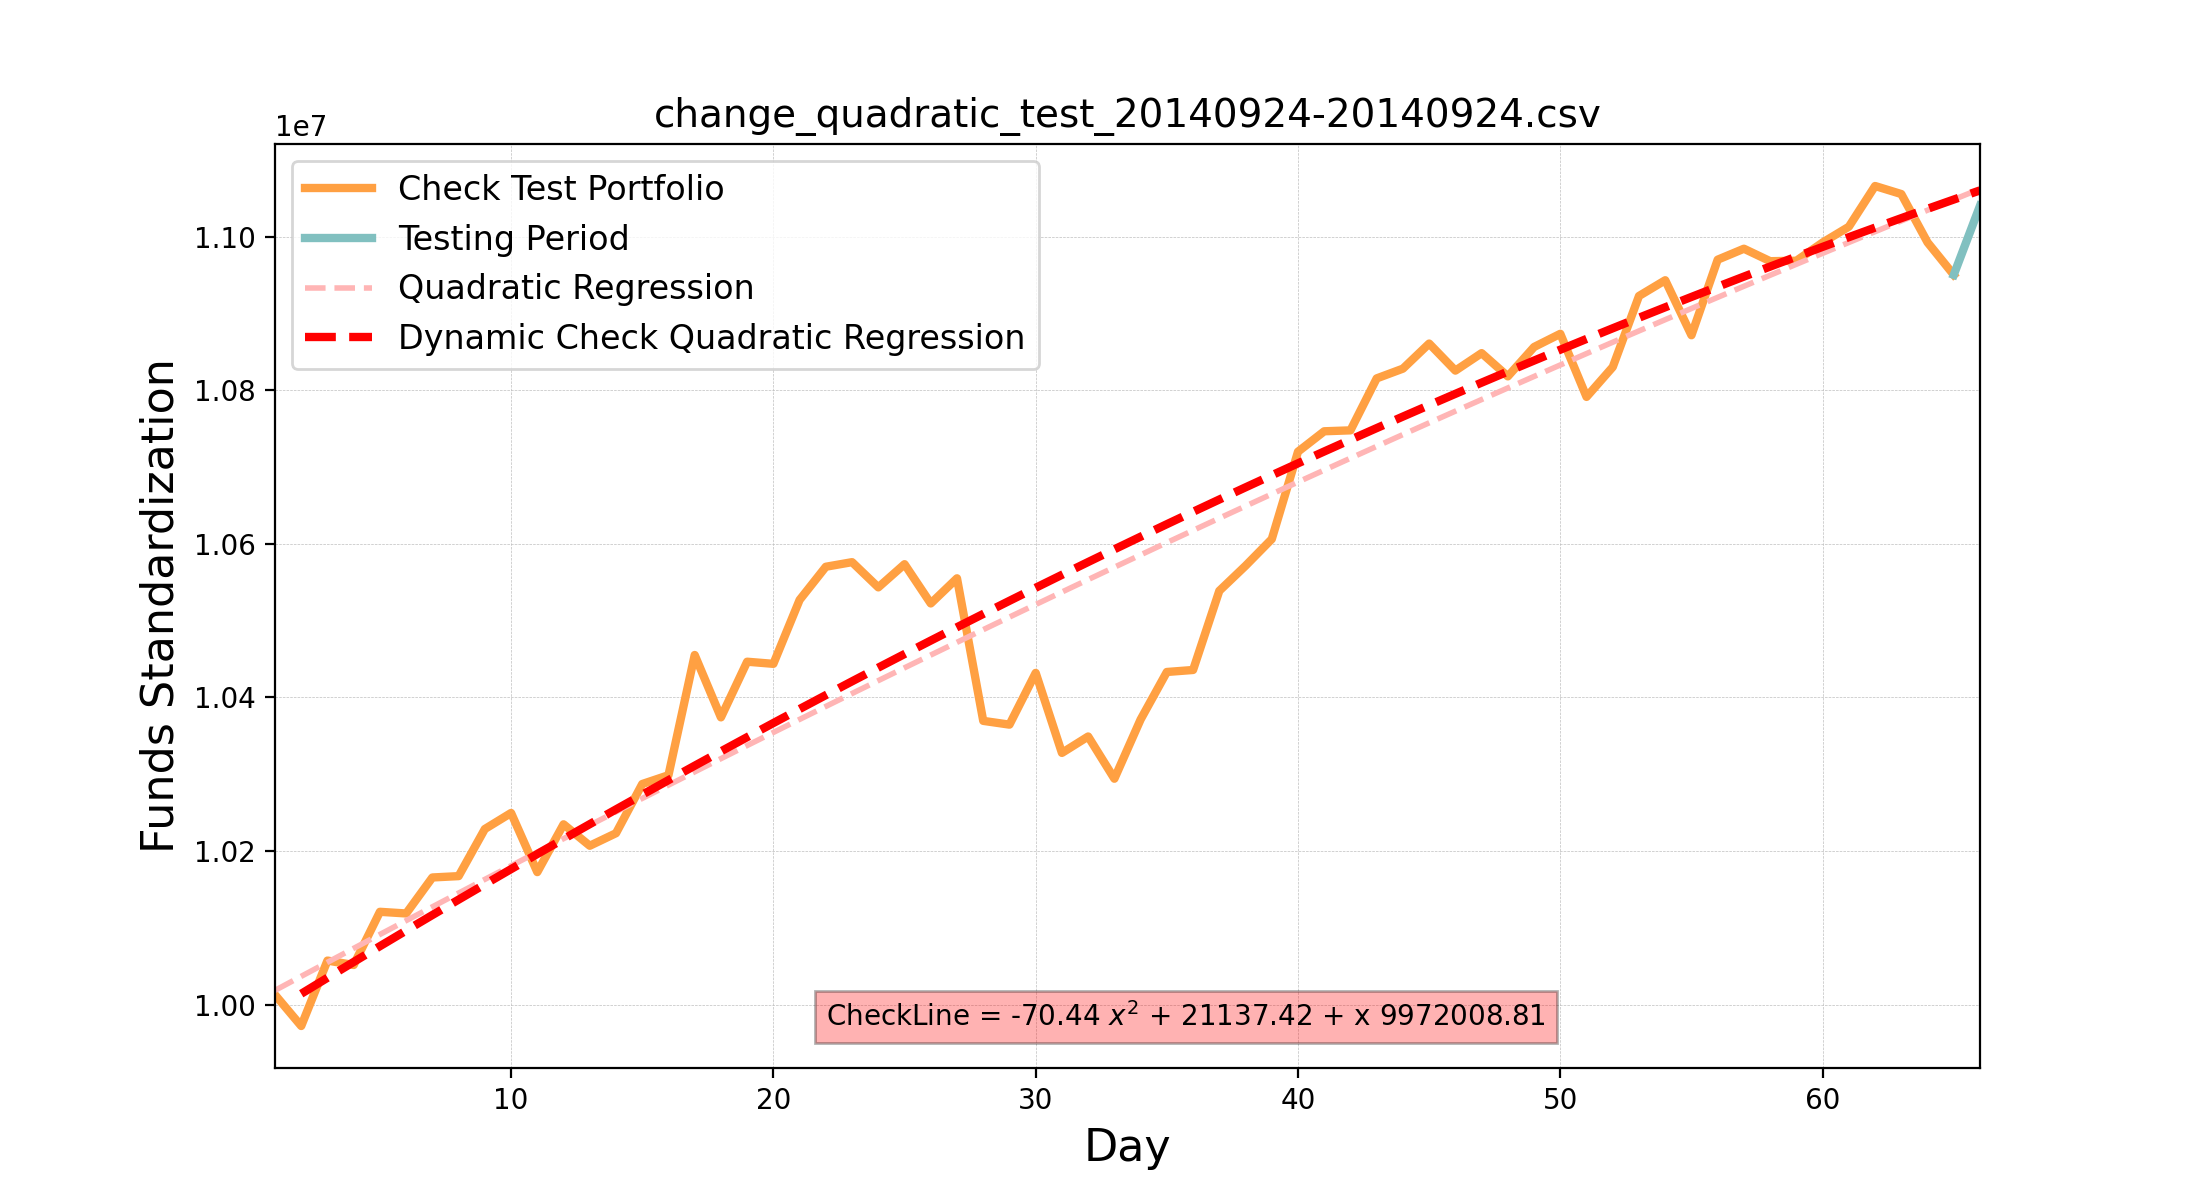 change_quadratic_test_20140924-20140924.csv
1e7
Check Test Portfolio
Testing Period
Quadratic Regression
Dynamic Check Quadratic Regression
1.10
1.08
1.06
1.04
1.02
1.00
Funds Standardization
CheckLine = -70.44 x² + 21137.42 + x 9972008.81
10 20 30 40 50 60
Day